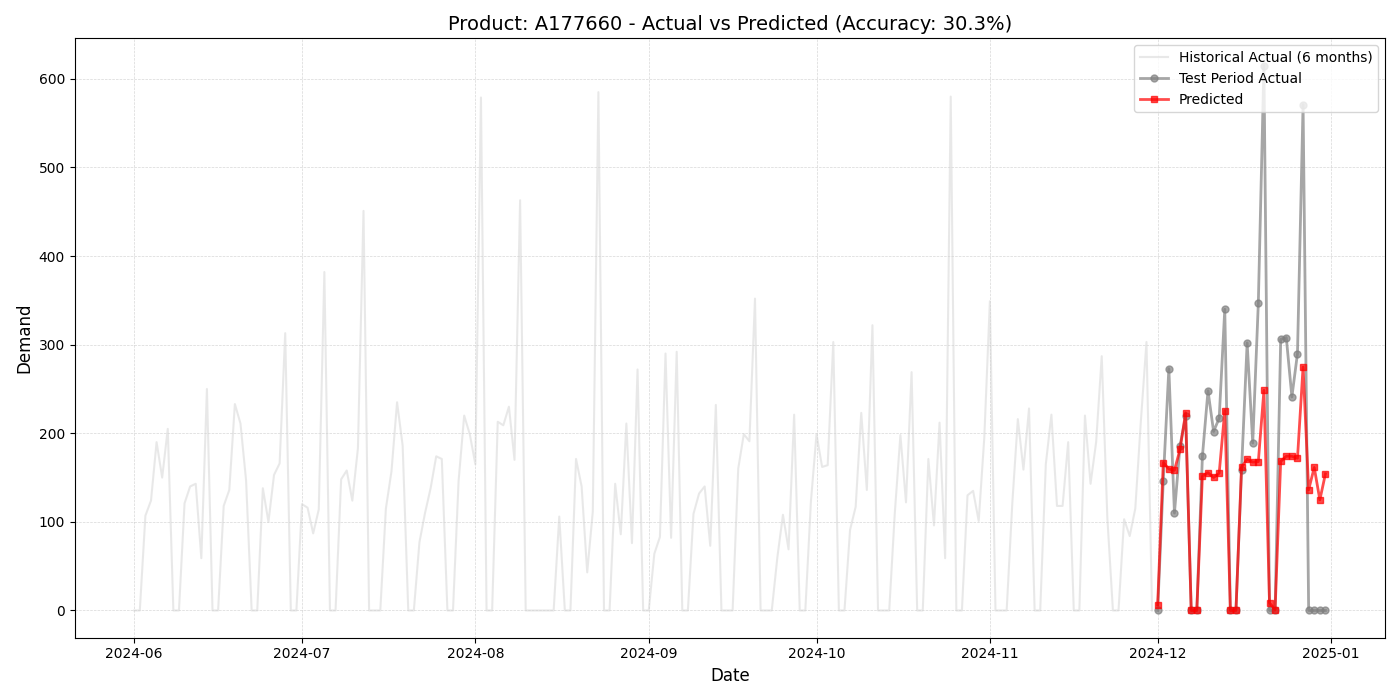 Product: A177660 - Actual vs Predicted (Accuracy: 30.3%)
Historical Actual (6 months)
Test Period Actual
Predicted
600
500
400
300
200
100
0
Demand
2024-06
2024-07
2024-08
2024-09
2024-10
2024-11
2024-12
2025-01
Date